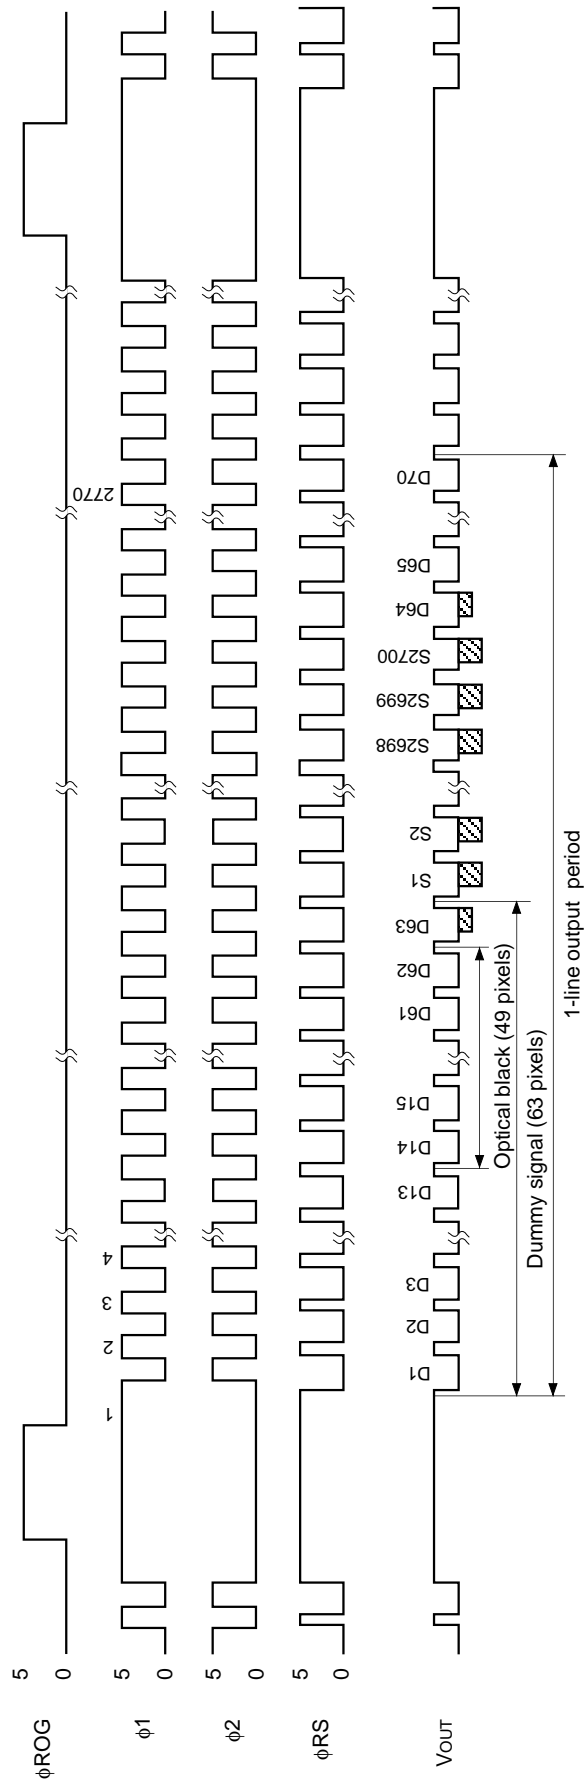 φROG
5
0
φ1
5
0
1
2
3
4
2770
φ2
5
0
φRS
5
0
VOUT
D1
D2
D3
D13
D14
D15
D61
D62
D63
S1
S2
S2698
S2699
S2700
D64
D65
D70
Optical black (49 pixels)
Dummy signal (63 pixels)
1-line output period